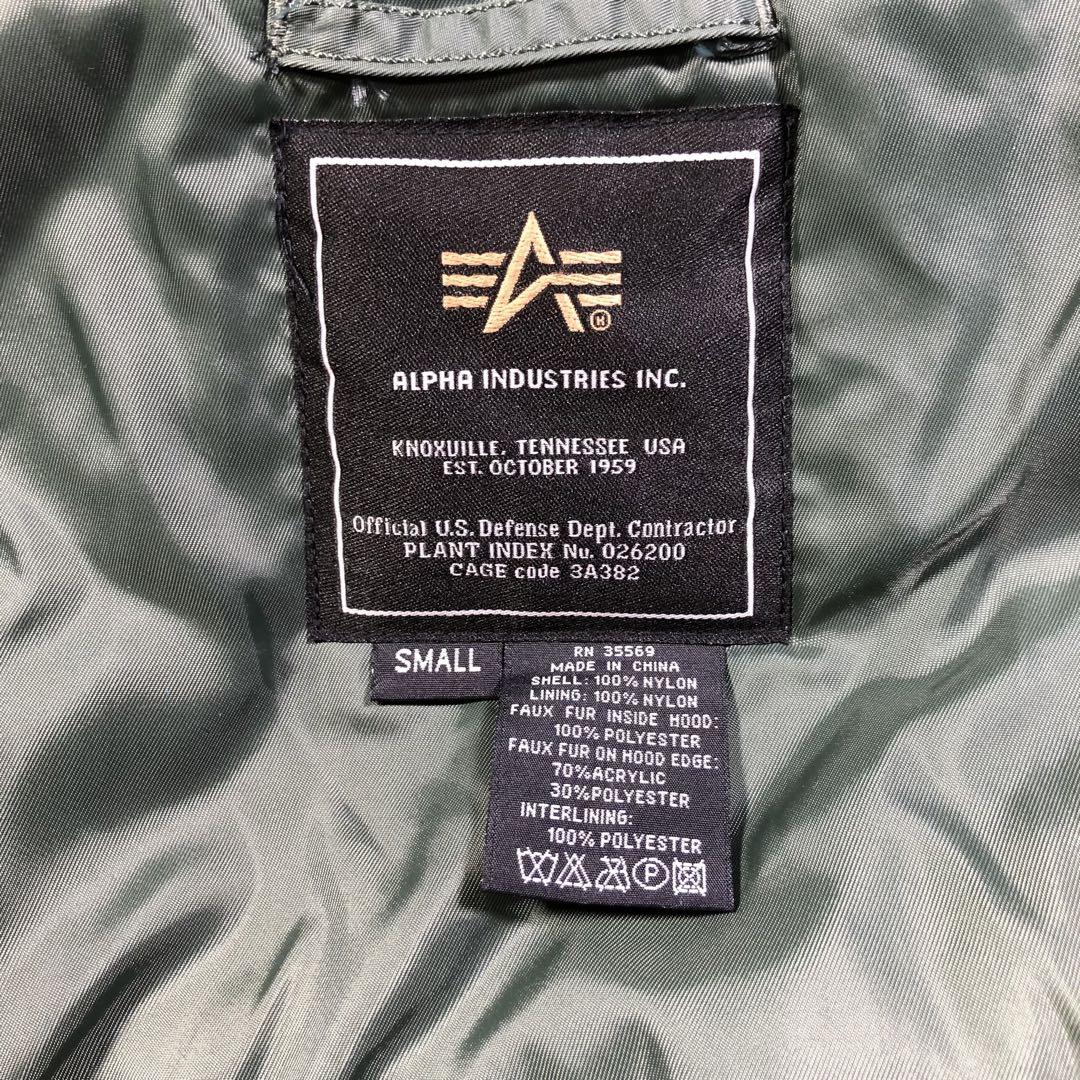 ALPHA INDUSTRIES INC.
KNOXVILLE, TENNESSEE USA
EST. OCTOBER 1959
Official U.S. Defense Dept. Contractor
PLANT INDEX No. 026200
CAGE code 3A382
SMALL
RN 35569
MADE IN CHINA
SHELL: 100% NYLON
LINING: 100% NYLON
FAUX FUR INSIDE HOOD:
100% POLYESTER
FAUX FUR ON HOOD EDGE:
70% ACRYLIC
30% POLYESTER
INTERLINING:
100% POLYESTER
P